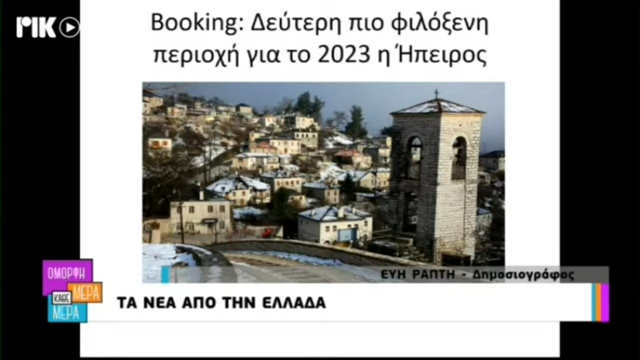 ΡΙΚ
Booking: Δεύτερη πιο φιλόξενη
περιοχή για το 2023 η Ήπειρος
ΕΥΗ ΡΑΠΤΗ - Δημοσιογράφος
ΟΜΟΡΦΗ
ΜΕΡΑ
ΚΑΘΕ
ΜΕΡΑ
ΤΑ ΝΕΑ ΑΠΟ ΤΗΝ ΕΛΛΑΔΑ